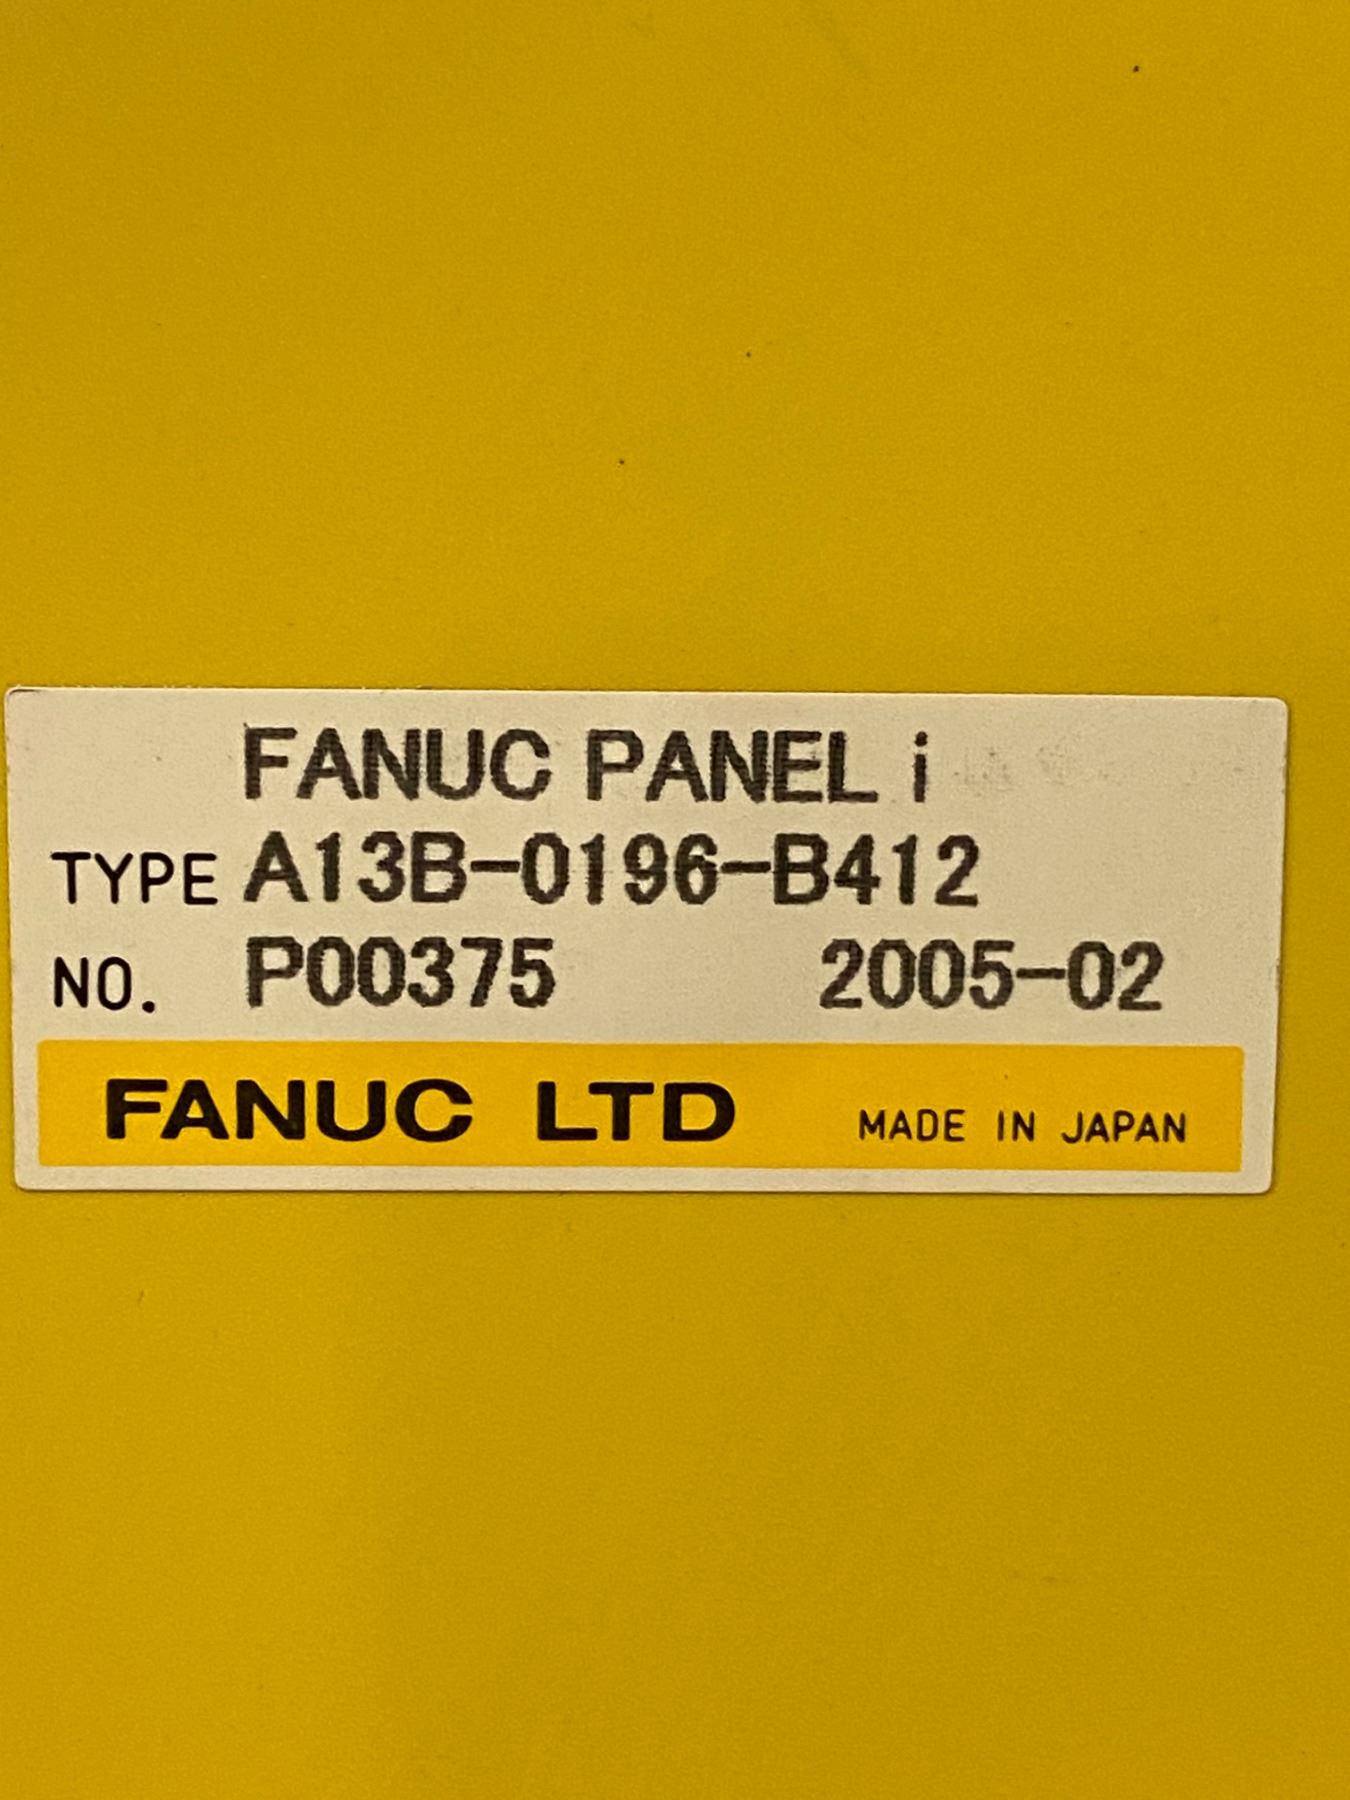 FANUC PANEL i
TYPE A13B-0196-B412
NO. P00375 2005-02
FANUC LTD MADE IN JAPAN